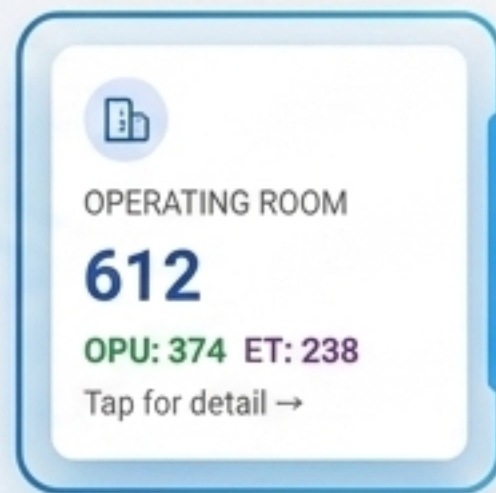 OPERATING ROOM
612
OPU: 374 ET: 238
Tap for detail →